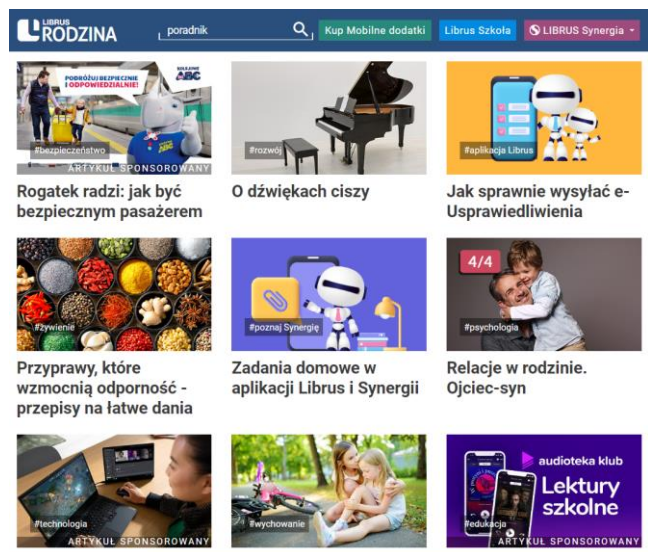 LIBRUS
RODZINA
poradnik
Kup Mobilne dodatki
Librus Szkoła
LIBRUS Synergia
PODRÓŻUJ BEZPIECZNIE
I ODPOWIEDZIALNIE!
KOLEJOWE
ABC
#bezpieczeństwo
ARTYKUŁ SPONSOROWANY
Rogatek radzi: jak być
bezpiecznym pasażerem
#rozwój
O dźwiękach ciszy
#aplikacja Librus
Jak sprawnie wysyłać e-
Usprawiedliwienia
#żywienie
Przyprawy, które
wzmocnią odporność -
przepisy na łatwe dania
#poznaj Synergię
Zadania domowe w
aplikacji Librus i Synergii
4/4
#psychologia
Relacje w rodzinie.
Ojciec-syn
#technologia
ARTYKUŁ SPONSOROWANY
#wychowanie
audioteka klub
Lektury
szkolne
#edukacja
ARTYKUŁ SPONSOROWANY